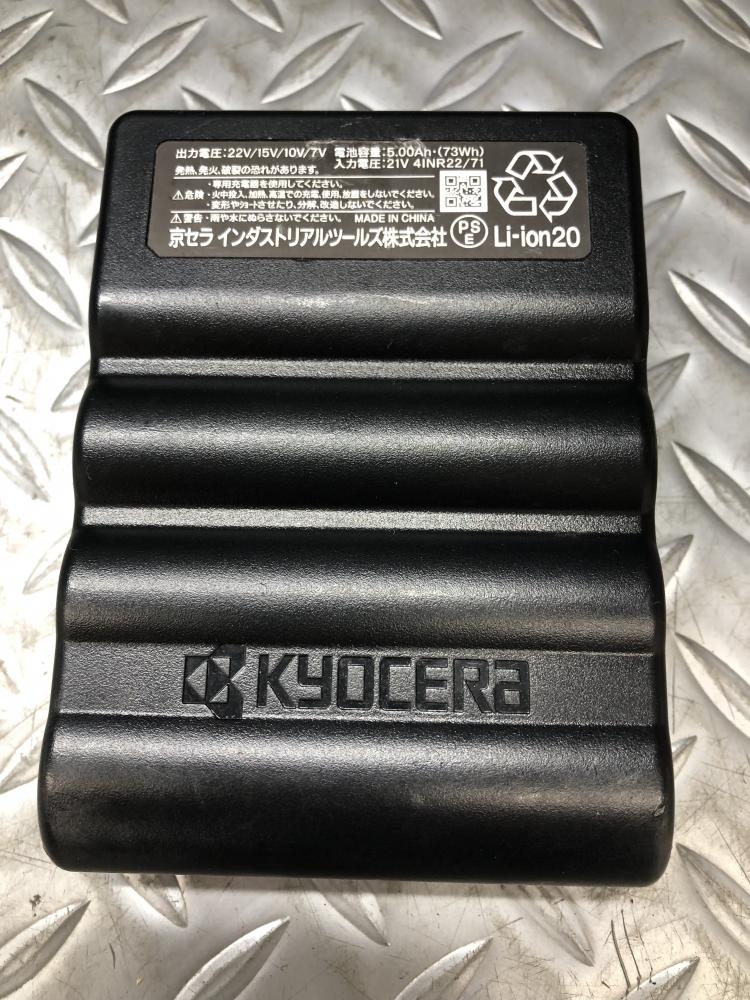 出力電圧:22V/15V/10V/7V 電池容量:5.00Ah・(73Wh)
入力電圧:21V 4INR22/71
発熱、発火、破裂の恐れがあります。
⚠危険・専用充電器を使用してください。
・火中投入、加熱、高温での充電、使用、放置をしないでください。
・変形やショートさせたり、分解、改造しないでください。
⚠警告:雨や水にぬらさないでください。 MADE IN CHINA
京セラ インダストリアルツールズ株式会社 PSE Li-ion20
KYOCERA